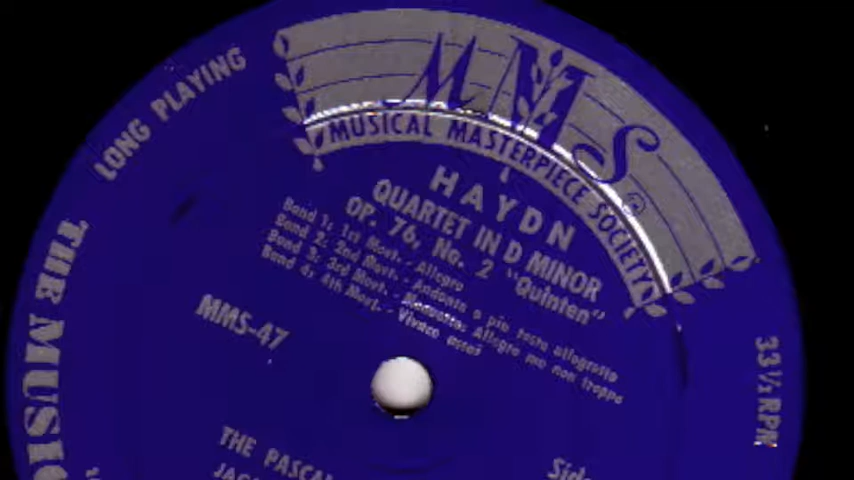 LONG PLAYING
MMS
MUSICAL MASTERPIECE SOCIETY
HAYDN
QUARTET IN D MINOR
OP. 76, No. 2 "Quinten"
Band 1: 1st Movt. - Allegro
Band 2: 2nd Movt. - Andante o più tosto allegretto
Band 3: 3rd Movt. - Menuetto: Allegro ma non troppo
Band 4: 4th Movt. - Vivace assai
MMS-47
33 1/3 RPM
THE MUSIC
THE PASCAL
Side